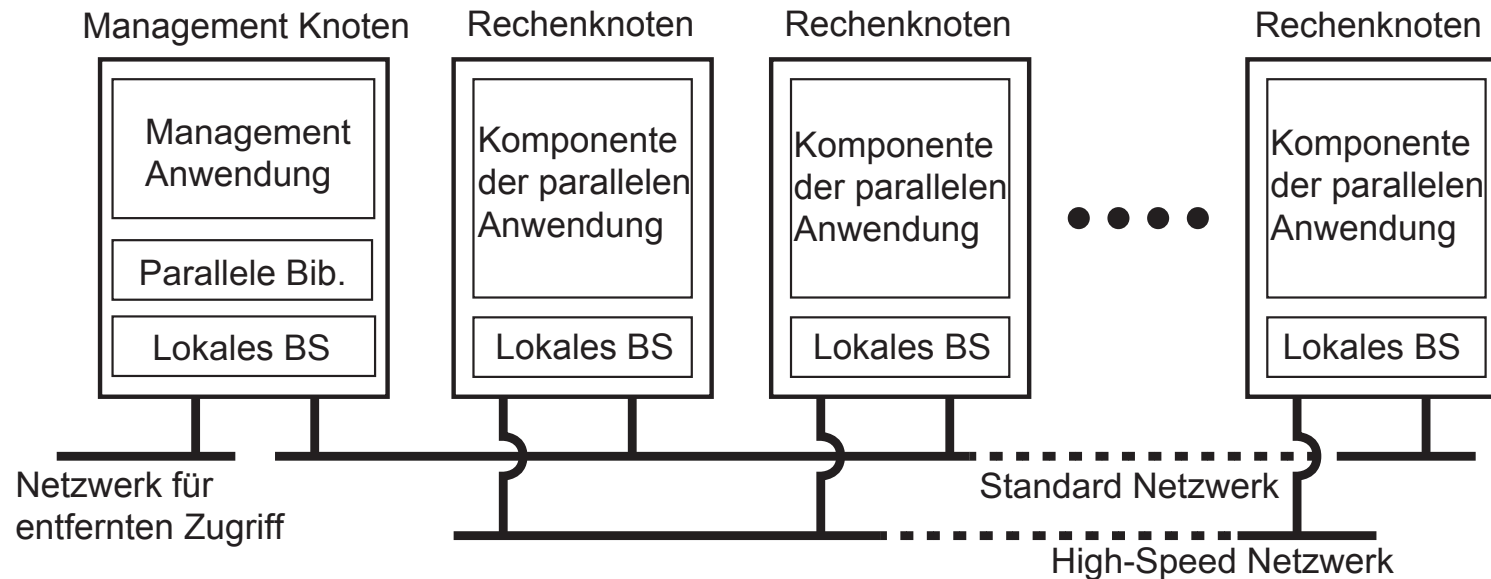 Management Knoten
Rechenknoten
Rechenknoten
Rechenknoten
Management
Anwendung
Parallele Bib.
Lokales BS
Komponente
der parallelen
Anwendung
Lokales BS
Komponente
der parallelen
Anwendung
Lokales BS
Komponente
der parallelen
Anwendung
Lokales BS
Netzwerk für
entfernten Zugriff
Standard Netzwerk
High-Speed Netzwerk